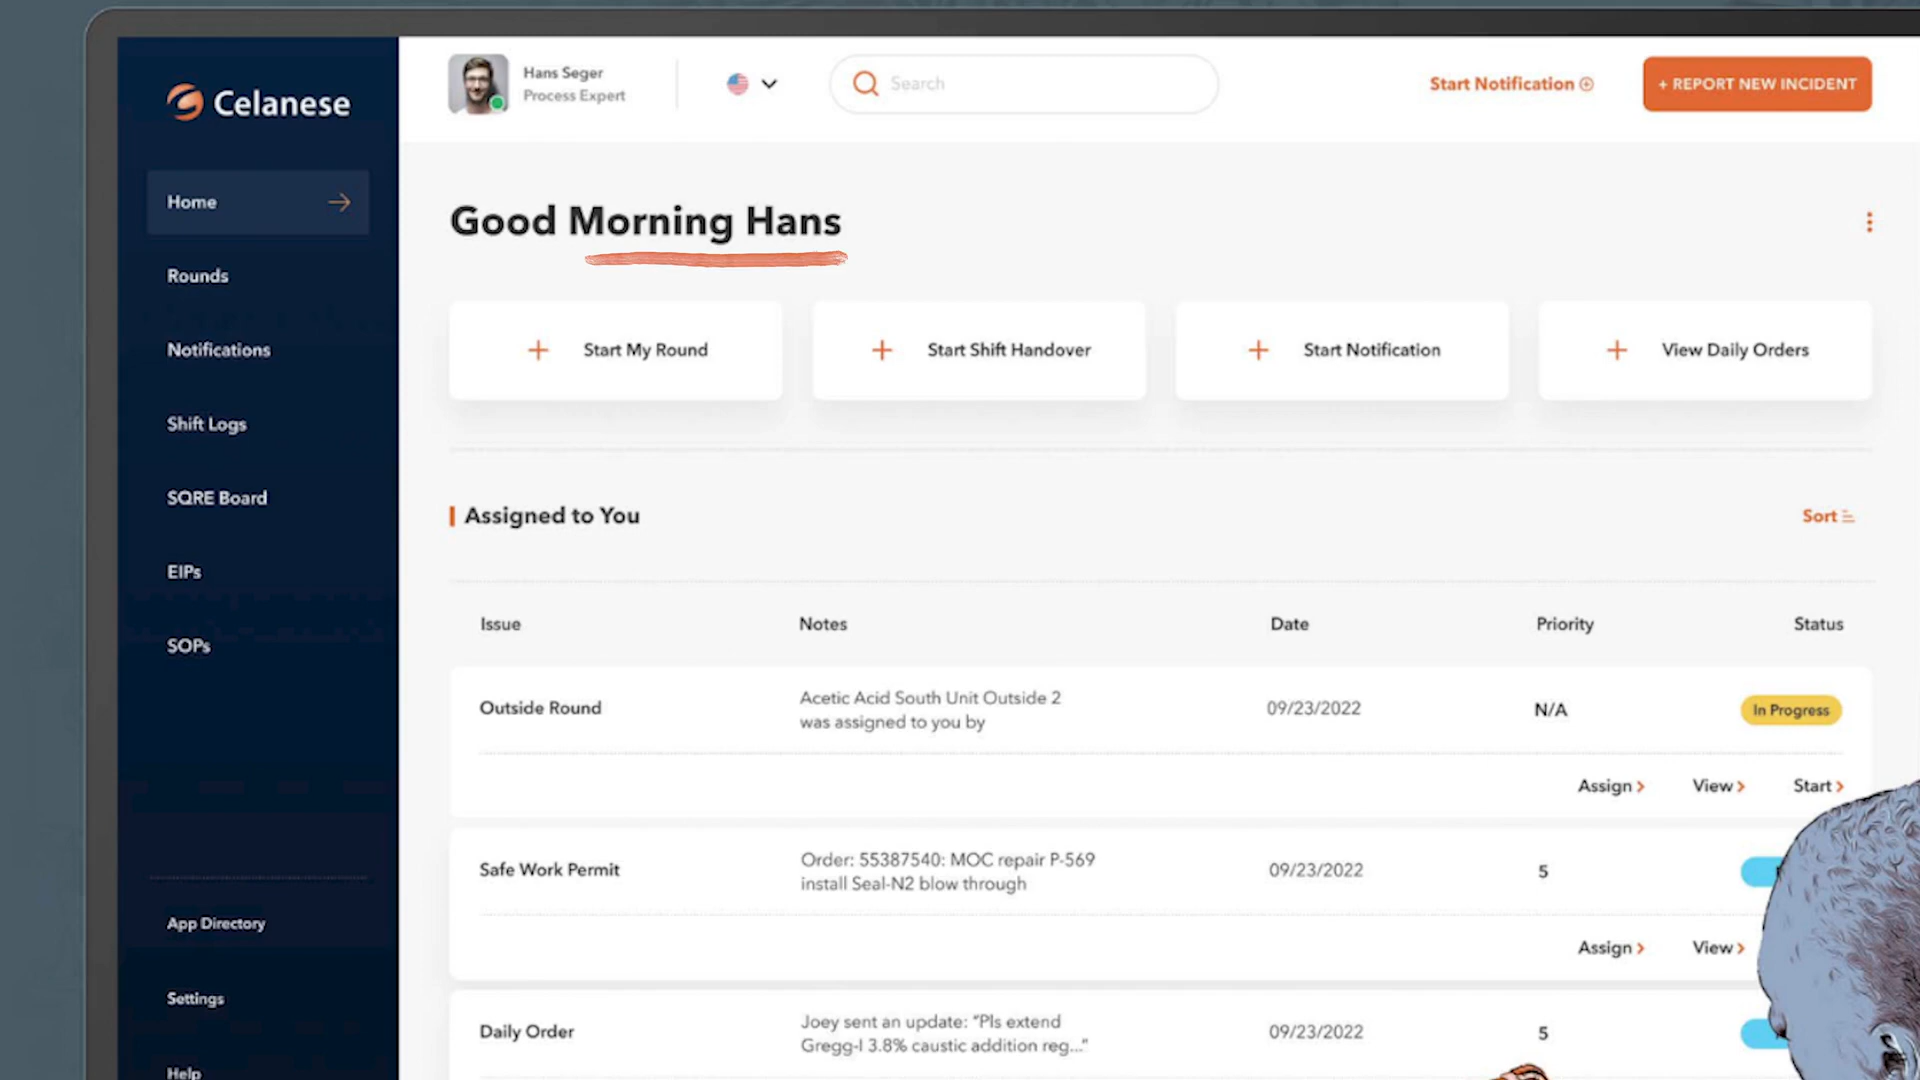 Celanese
Hans Seger
Process Expert
Search
Start Notification
+ REPORT NEW INCIDENT
Home
Rounds
Notifications
Shift Logs
SQRE Board
EIPs
SOPs
App Directory
Settings
Help
Good Morning Hans
Start My Round
Start Shift Handover
Start Notification
View Daily Orders
Assigned to You
Sort
Issue Notes Date Priority Status
Outside Round
Acetic Acid South Unit Outside 2
was assigned to you by
09/23/2022
N/A
In Progress
Assign View Start
Safe Work Permit
Order: 55387540: MOC repair P-569
install Seal-N2 blow through
09/23/2022
5
Assign View
Daily Order
Joey sent an update: "Pls extend
Gregg-I 3.8% caustic addition reg..."
09/23/2022
5